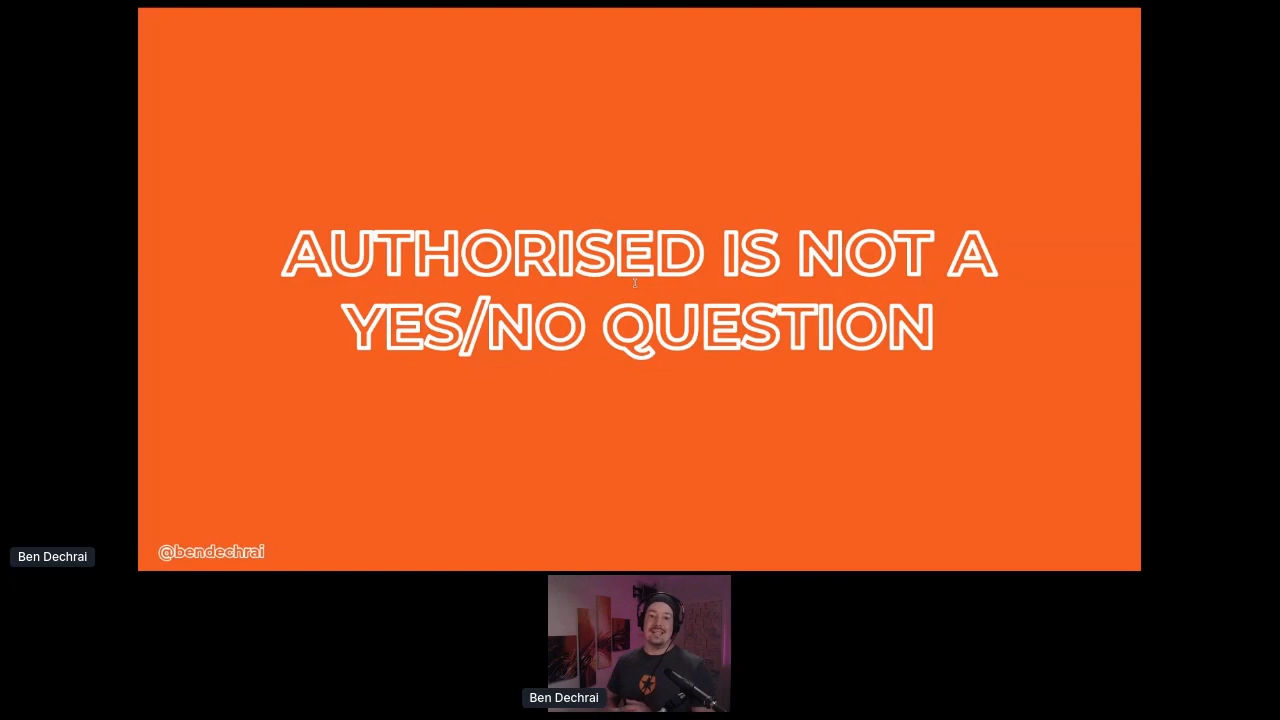 AUTHORISED IS NOT A
YES/NO QUESTION
@bendechrai
Ben Dechrai
Ben Dechrai